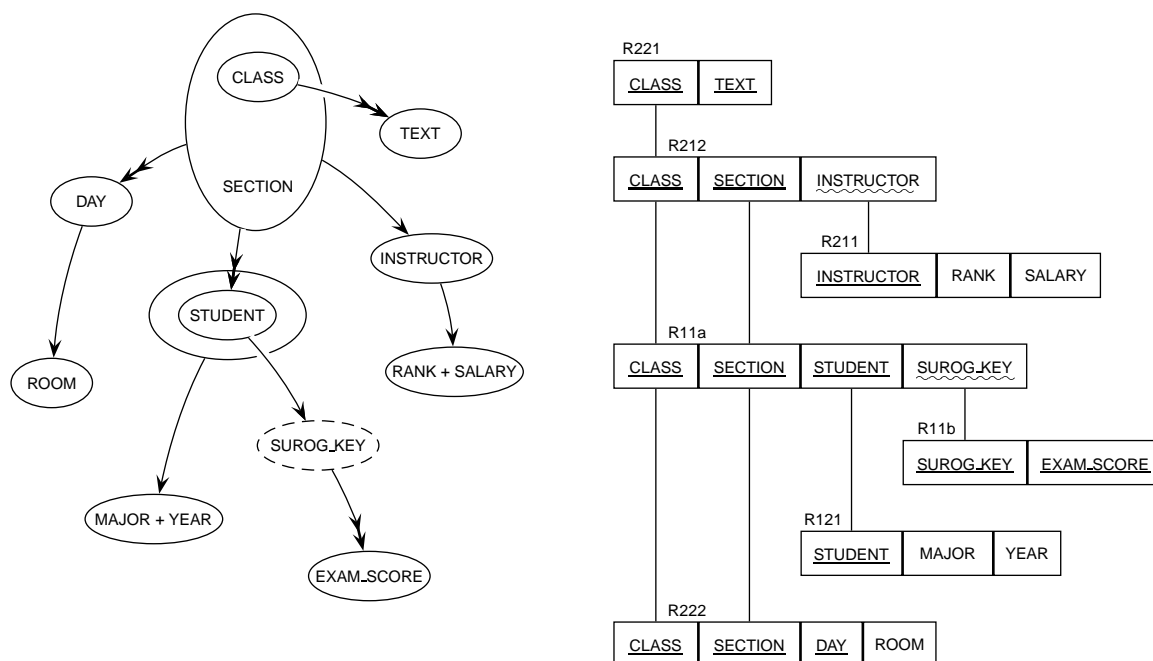 CLASS
TEXT
SECTION
DAY
INSTRUCTOR
STUDENT
ROOM
RANK + SALARY
SUROG_KEY
MAJOR + YEAR
EXAM_SCORE
R221
CLASS TEXT
R212
CLASS SECTION INSTRUCTOR
R211
INSTRUCTOR RANK SALARY
R11a
CLASS SECTION STUDENT SUROG_KEY
R11b
SUROG_KEY EXAM_SCORE
R121
STUDENT MAJOR YEAR
R222
CLASS SECTION DAY ROOM